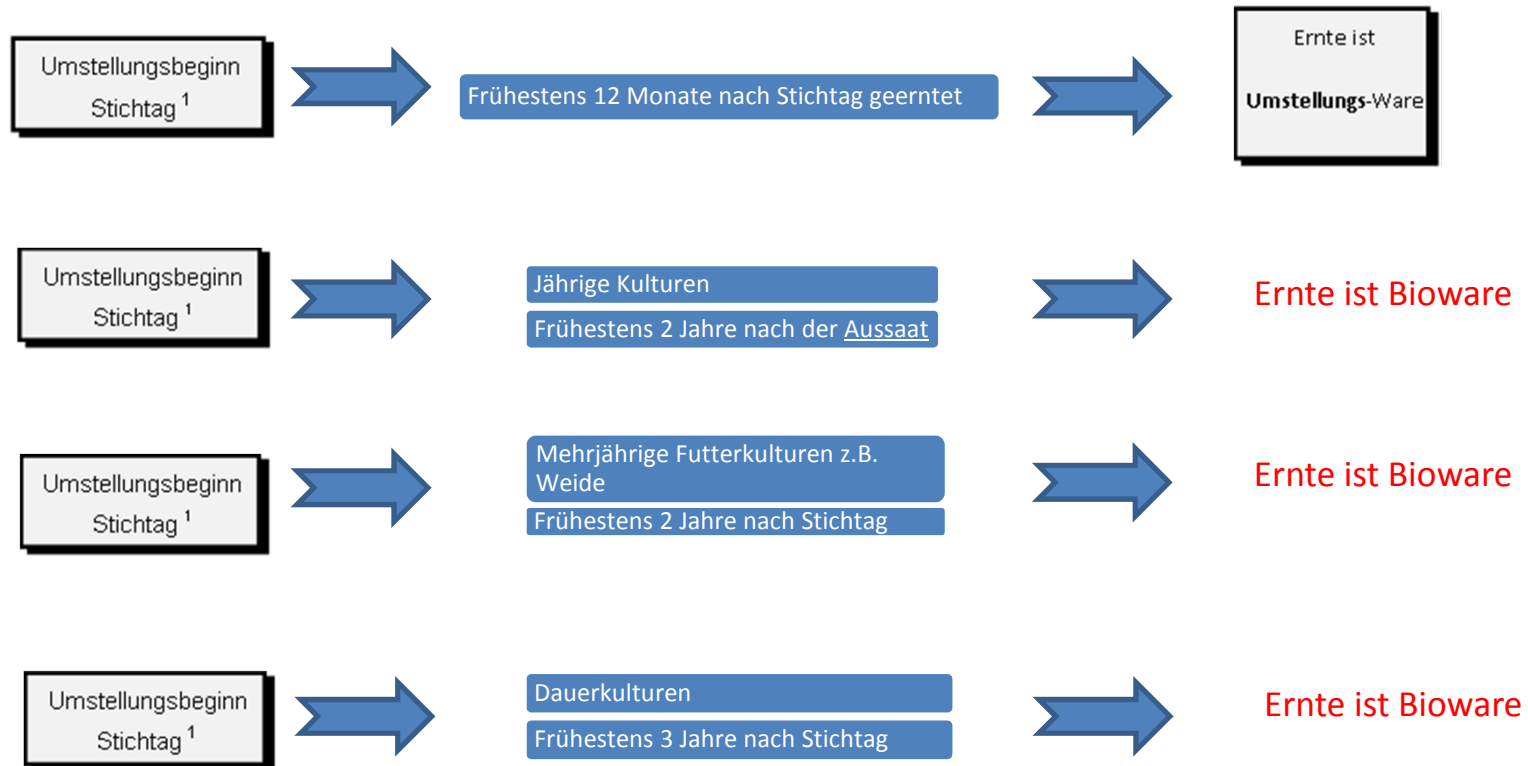 Umstellungsbeginn
Stichtag ¹
Frühestens 12 Monate nach Stichtag geerntet
Ernte ist
Umstellungs-Ware
Umstellungsbeginn
Stichtag ¹
Jährige Kulturen
Frühestens 2 Jahre nach der Aussaat
Ernte ist Bioware
Umstellungsbeginn
Stichtag ¹
Mehrjährige Futterkulturen z.B.
Weide
Frühestens 2 Jahre nach Stichtag
Ernte ist Bioware
Umstellungsbeginn
Stichtag ¹
Dauerkulturen
Frühestens 3 Jahre nach Stichtag
Ernte ist Bioware